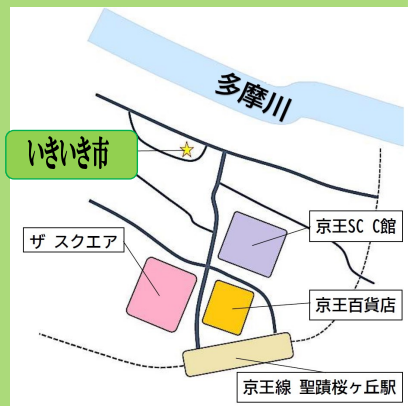 多摩川
いきいき市
京王SC C館
ザ スクエア
京王百貨店
京王線 聖蹟桜ヶ丘駅